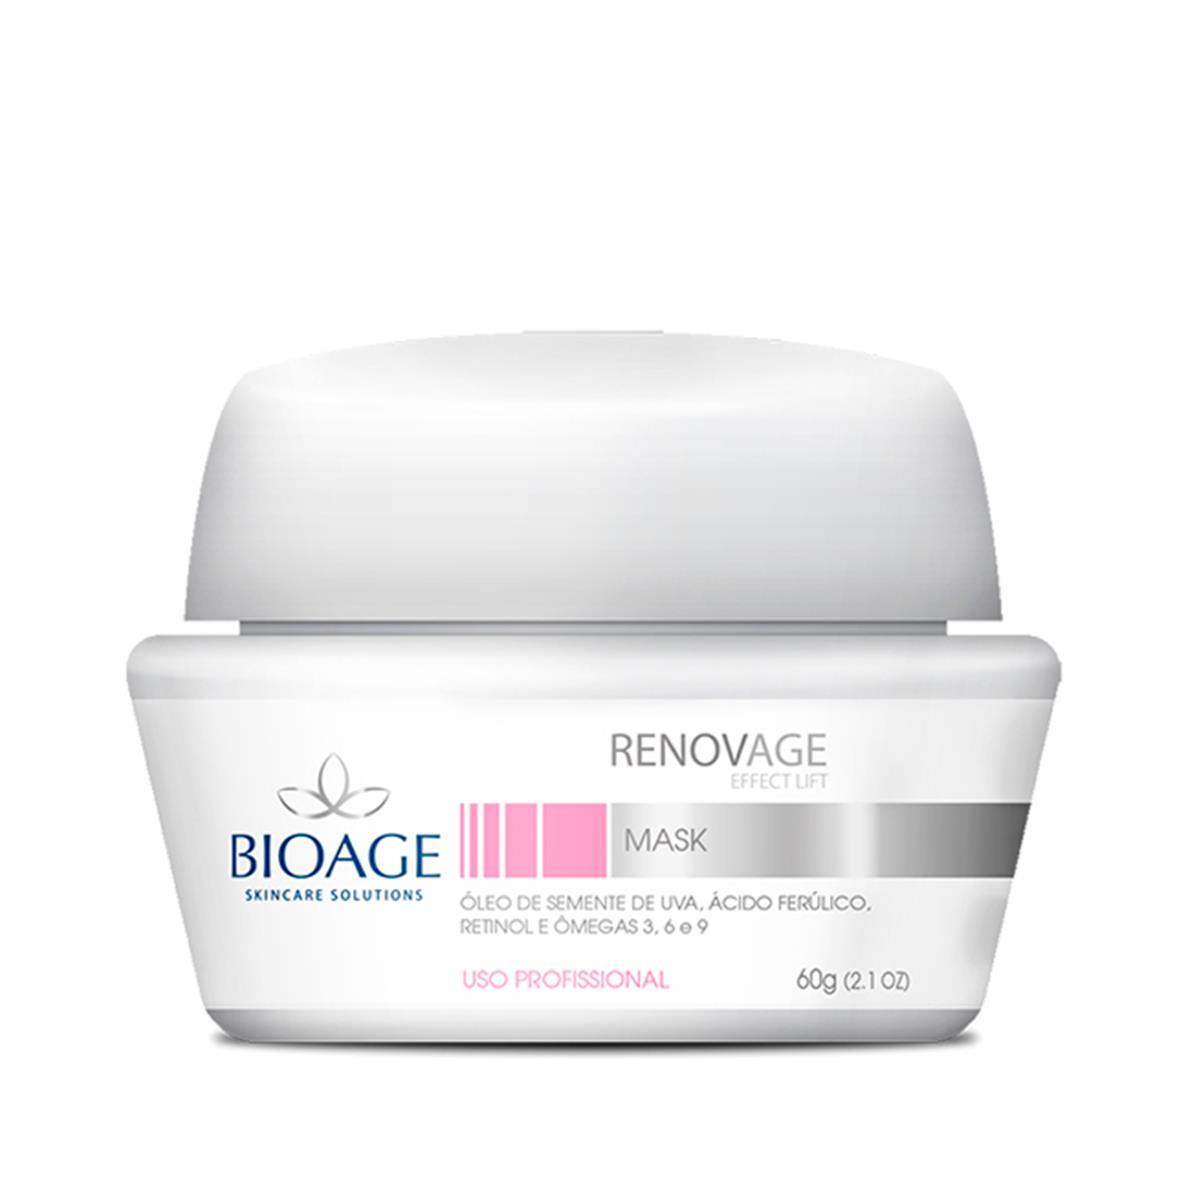 RENOVAGE
EFFECT LIFT
BIOAGE
SKINCARE SOLUTIONS
MASK
ÓLEO DE SEMENTE DE UVA, ÁCIDO FERÚLICO,
RETINOL E ÔMEGAS 3, 6 e 9
USO PROFISSIONAL
60g (2.1 OZ)